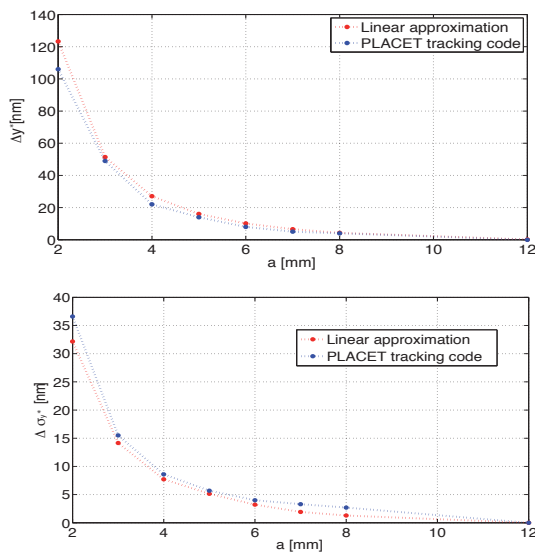 140
120
100
80
60
40
20
0
Δy* [nm]
2 4 6 8 10 12
a [mm]
Linear approximation
PLACET tracking code
40
35
30
25
20
15
10
5
0
Δ σy* [nm]
2 4 6 8 10 12
a [mm]
Linear approximation
PLACET tracking code